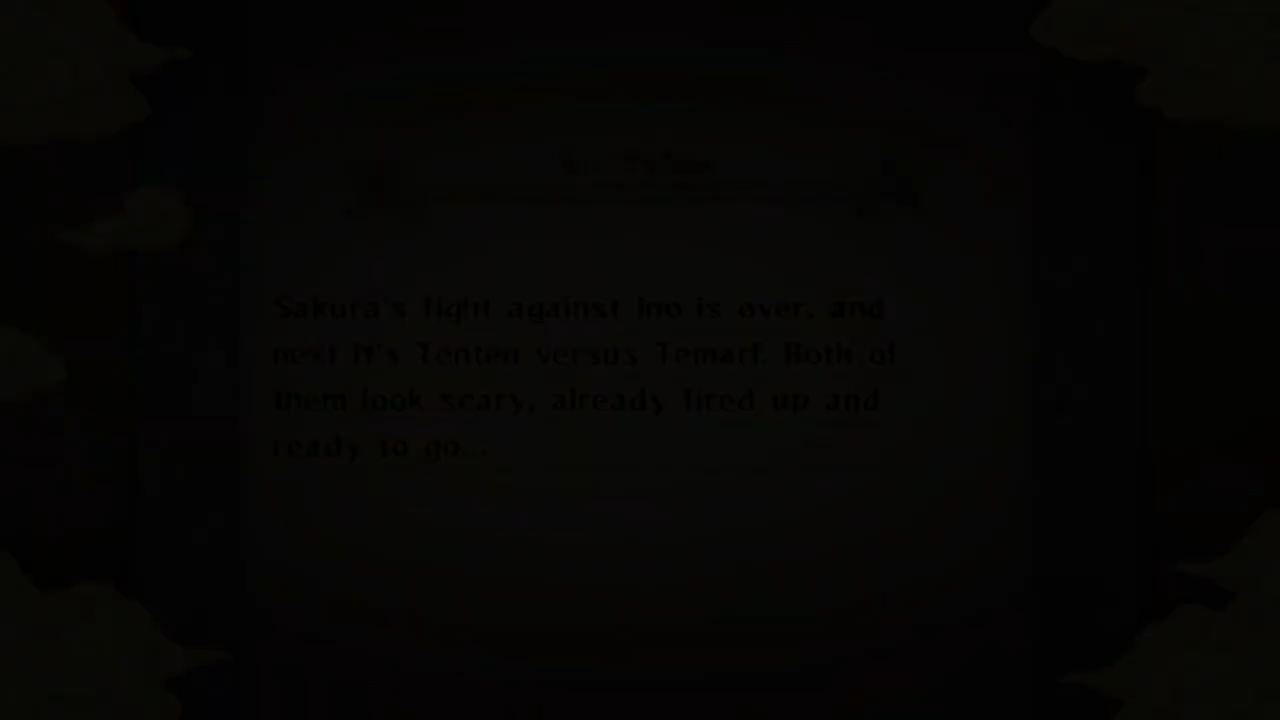 Sakura's fight against Ino is over, and
next it's Tenten versus Temari. Both of
them look scary, already fired up and
ready to go...